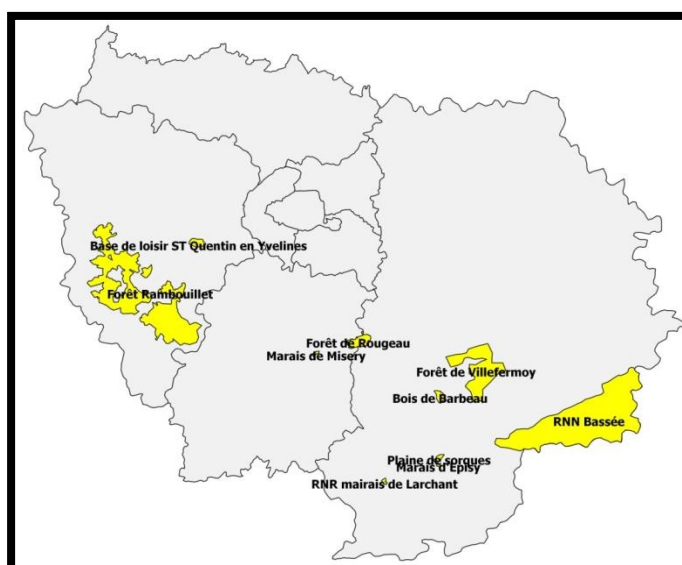 Base de loisir ST Quentin en Yvelines
Forêt Rambouillet
Forêt de Rougeau
Marais de Misery
Forêt de Villefermoy
Bois de Barbeau
RNN Bassée
Plaine de sorques
Marais d'Episy
RNR mairais de Larchant